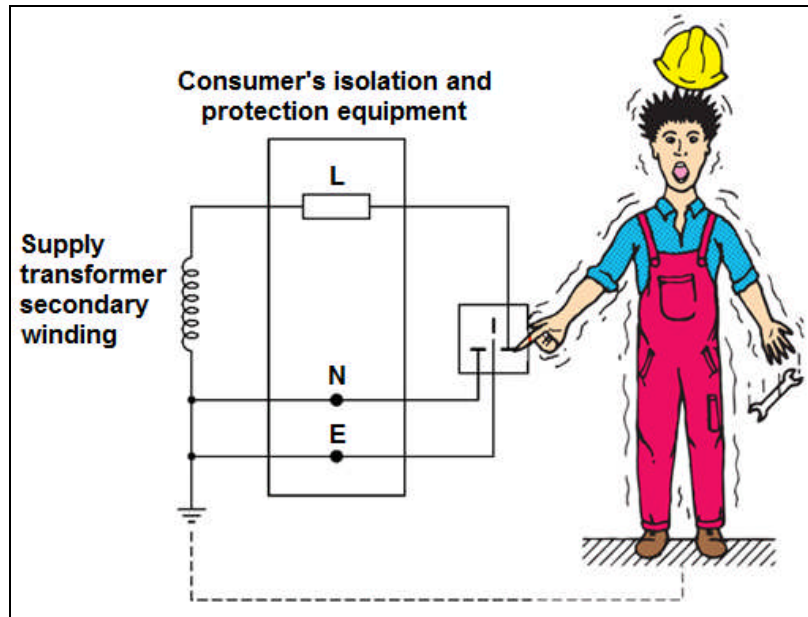 Consumer's isolation and
protection equipment
L
Supply
transformer
secondary
winding
N
E